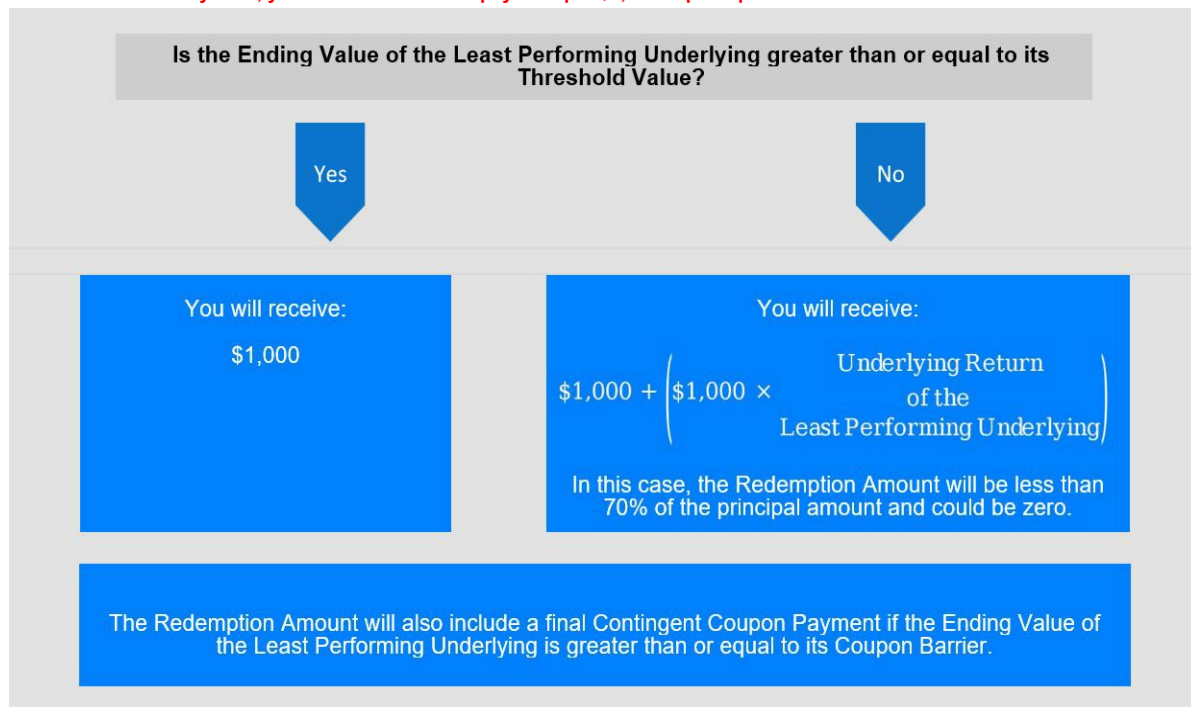 Is the Ending Value of the Least Performing Underlying greater than or equal to its
Threshold Value?
Yes
No
You will receive:
$1,000
You will receive:
$1,000 + ($1,000 × Underlying Return
of the
Least Performing Underlying)
In this case, the Redemption Amount will be less than
70% of the principal amount and could be zero.
The Redemption Amount will also include a final Contingent Coupon Payment if the Ending Value of
the Least Performing Underlying is greater than or equal to its Coupon Barrier.